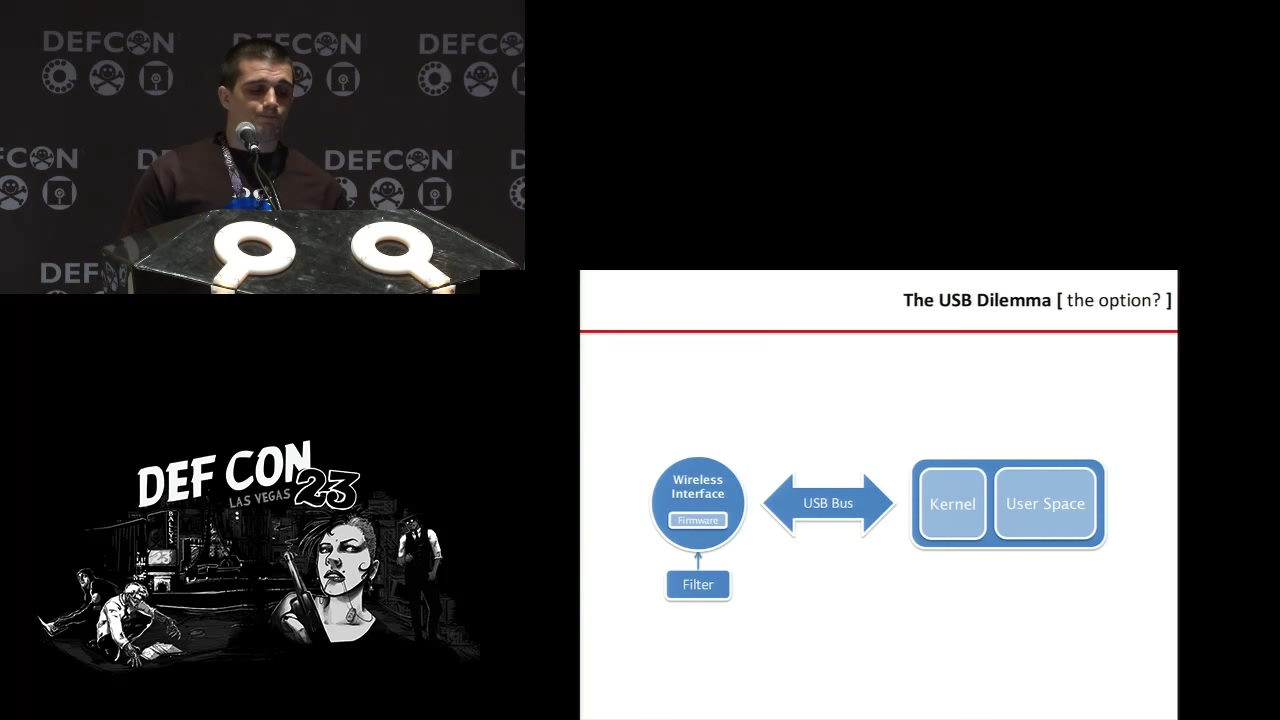 DEFCON DEFCON DEFCON
DEFCON
DEFCON
The USB Dilemma [ the option? ]
Wireless
Interface
Firmware
USB Bus
Kernel
User Space
Filter
DEF CON 23
LAS VEGAS
BALLYS